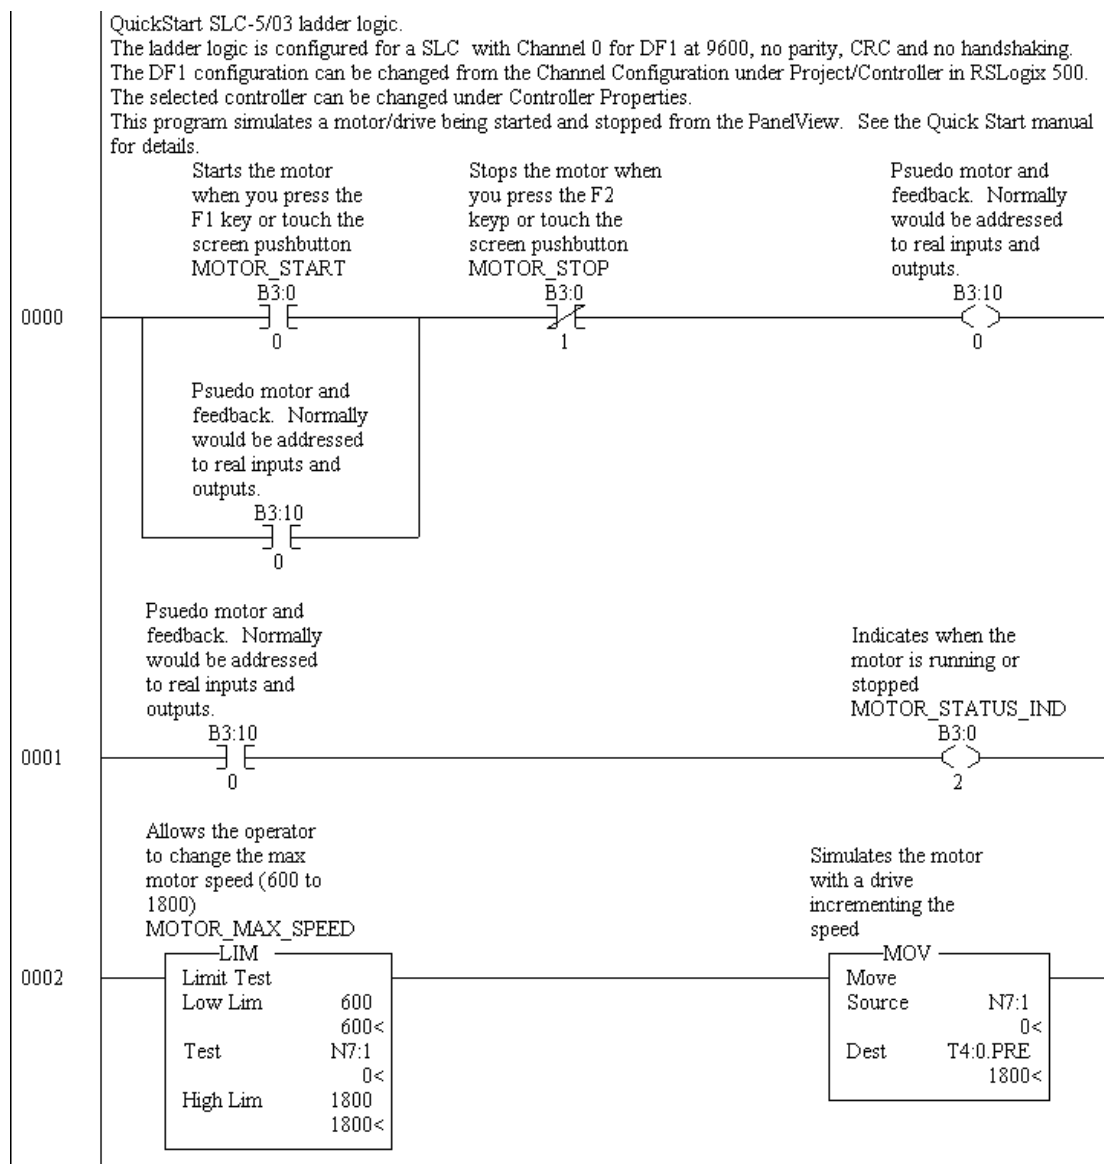 QuickStart SLC-5/03 ladder logic.
The ladder logic is configured for a SLC with Channel 0 for DF1 at 9600, no parity, CRC and no handshaking.
The DF1 configuration can be changed from the Channel Configuration under Project/Controller in RSLogix 500.
The selected controller can be changed under Controller Properties.
This program simulates a motor/drive being started and stopped from the PanelView. See the Quick Start manual
for details.
Starts the motor
when you press the
F1 key or touch the
screen pushbutton
MOTOR_START
B3:0
0
Stops the motor when
you press the F2
keyp or touch the
screen pushbutton
MOTOR_STOP
B3:0
1
Psuedo motor and
feedback. Normally
would be addressed
to real inputs and
outputs.
B3:10
0
0000
Psuedo motor and
feedback. Normally
would be addressed
to real inputs and
outputs.
B3:10
0
Psuedo motor and
feedback. Normally
would be addressed
to real inputs and
outputs.
B3:10
0
Indicates when the
motor is running or
stopped
MOTOR_STATUS_IND
B3:0
2
0001
Allows the operator
to change the max
motor speed (600 to
1800)
MOTOR_MAX_SPEED
LIM
Limit Test
Low Lim 600
600<
Test N7:1
0<
High Lim 1800
1800<
Simulates the motor
with a drive
incrementing the
speed
MOV
Move
Source N7:1
0<
Dest T4:0.PRE
1800<
0002